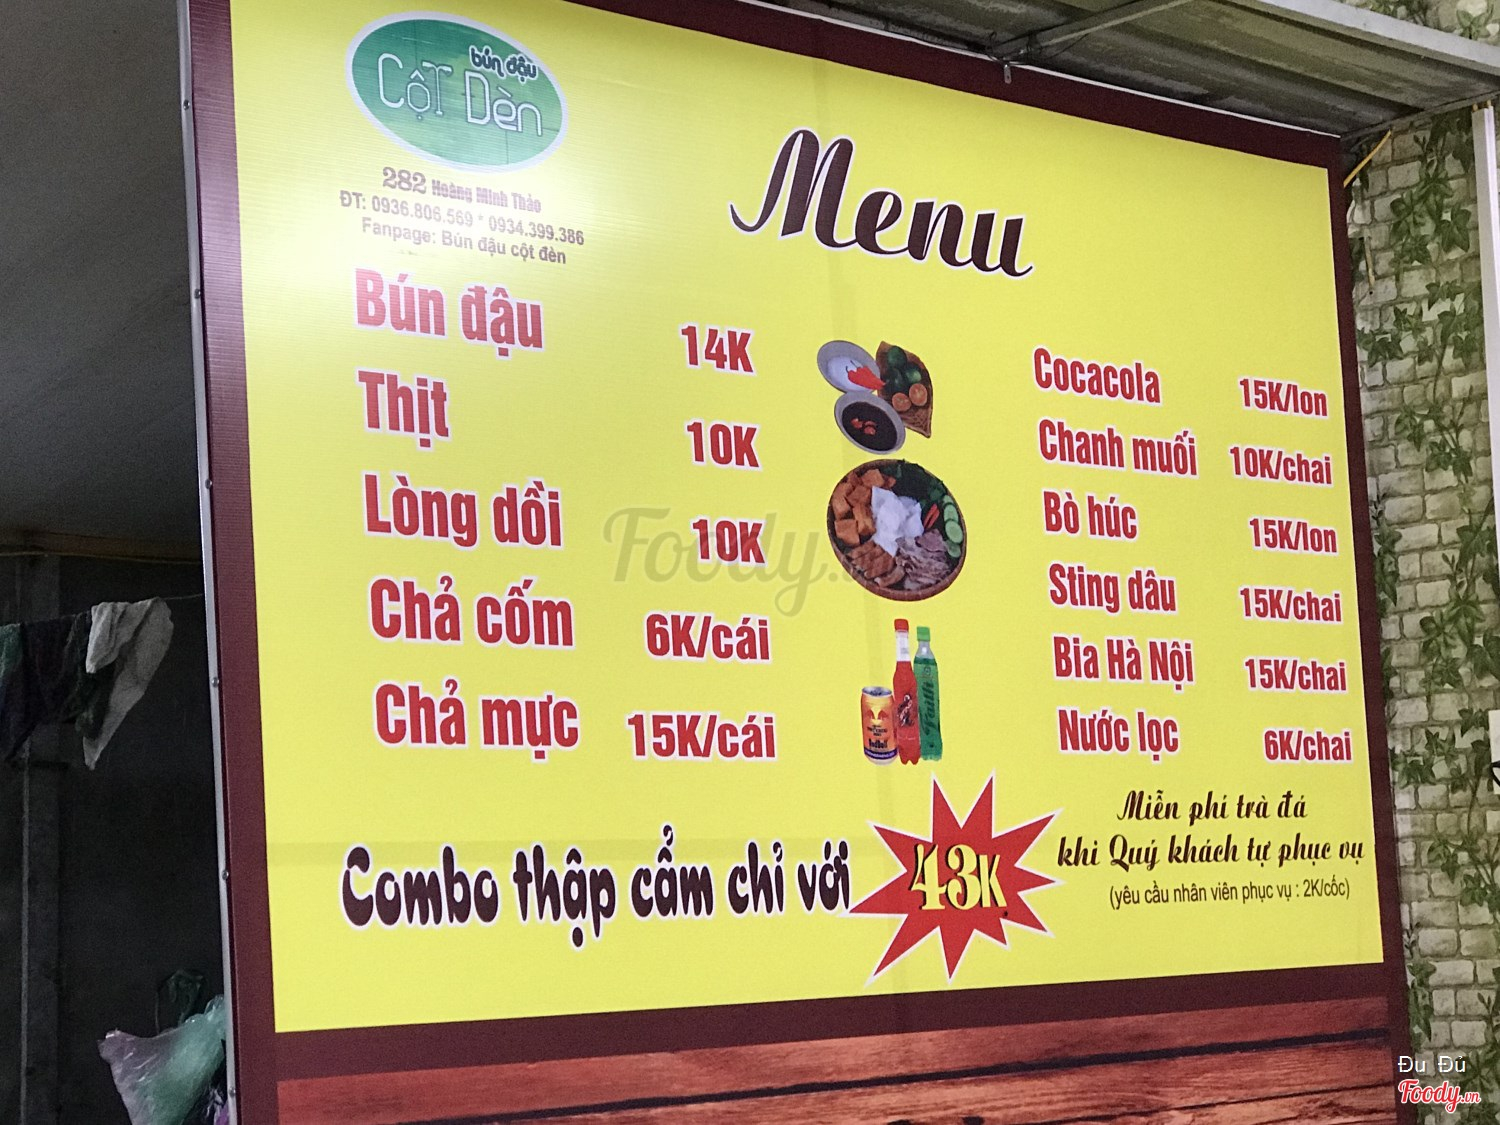 bún đậu
CỘT Đèn
282 Hoàng Minh Thảo
ĐT: 0936.806.569 * 0934.399.386
Fanpage: Bún đậu cột đèn
Menu
Bún đậu 14K
Thịt 10K
Lòng dồi 10K
Chả cốm 6K/cái
Chả mực 15K/cái
Cocacola 15K/lon
Chanh muối 10K/chai
Bò húc 15K/lon
Sting dâu 15K/chai
Bia Hà Nội 15K/chai
Nước lọc 6K/chai
Faith
RedBull
Combo thập cẩm chỉ với 43K
Miễn phí trà đá
khi Quý khách tự phục vụ
(yêu cầu nhân viên phục vụ : 2K/cốc)
Foody.vn
Đu Đủ
Foody.vn